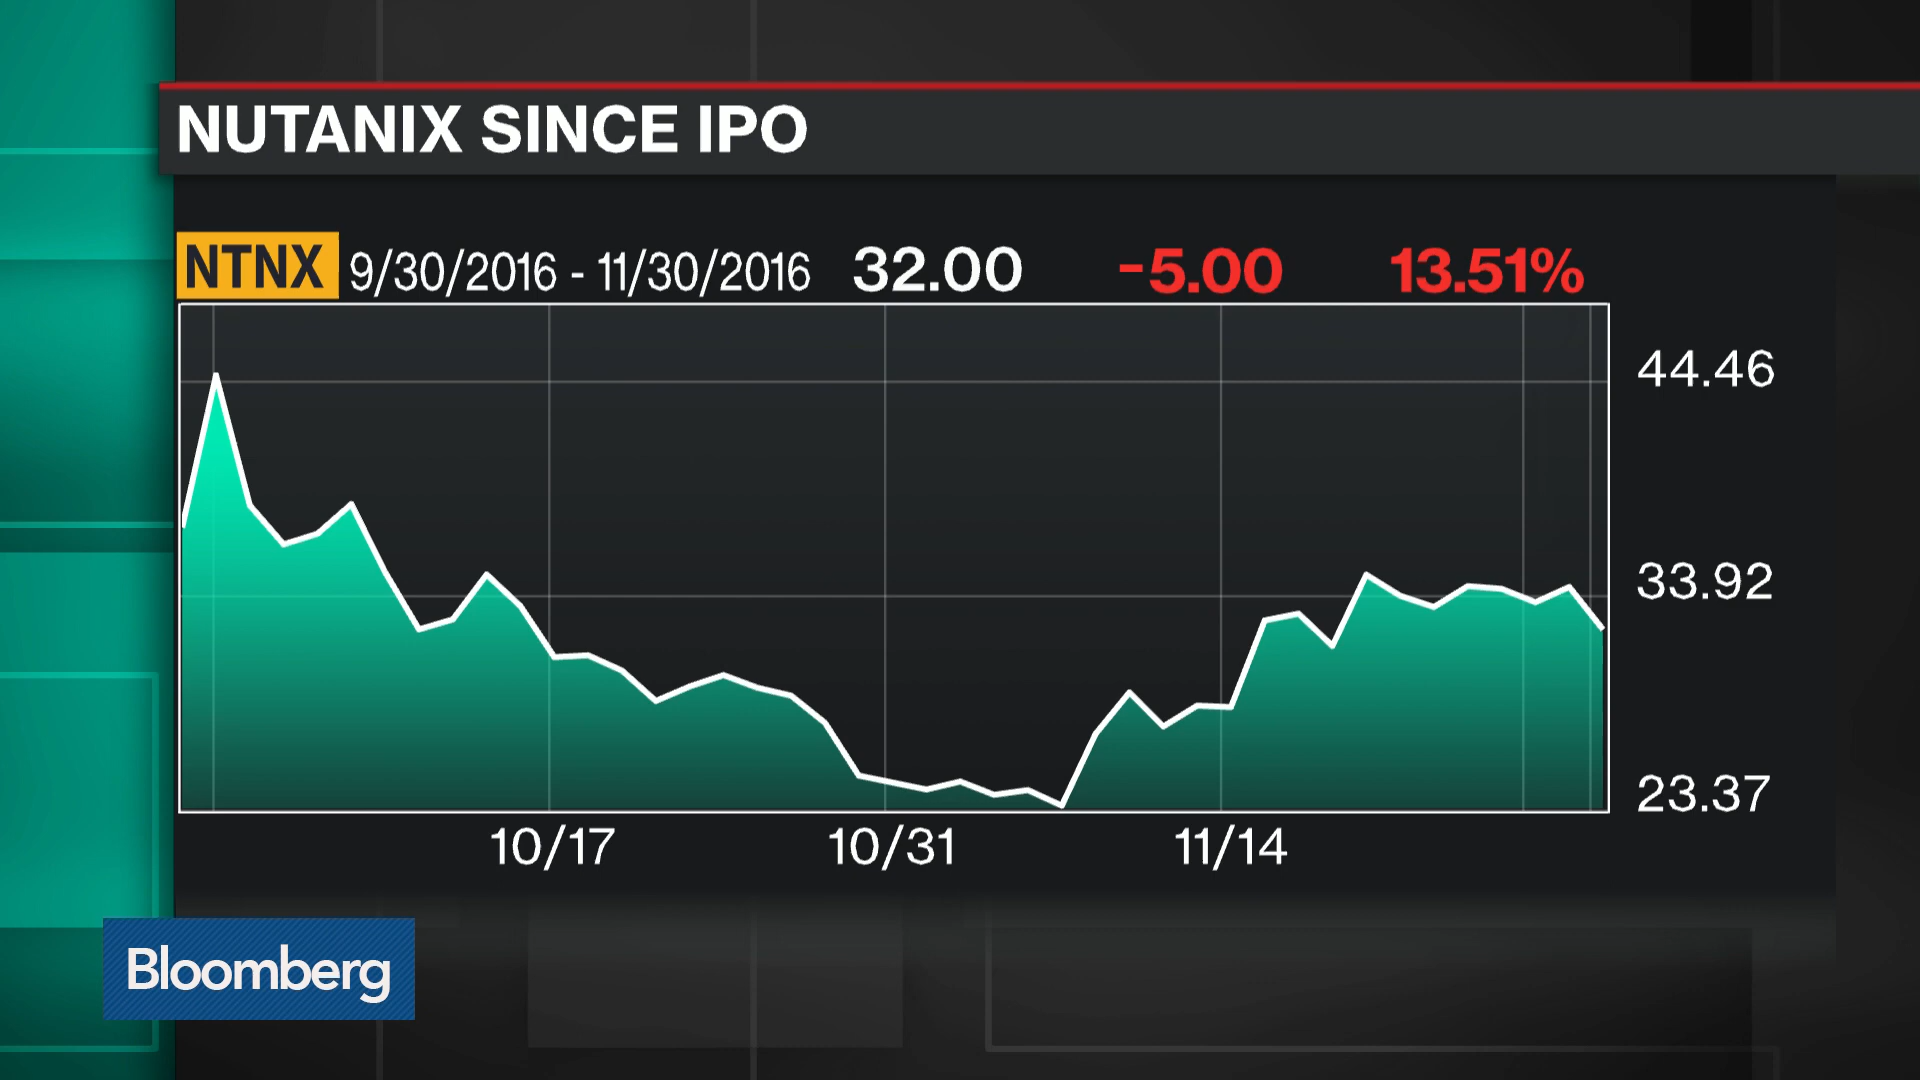 NUTANIX SINCE IPO
NTNX 9/30/2016 - 11/30/2016 32.00 -5.00 13.51%
44.46
33.92
23.37
10/17 10/31 11/14
Bloomberg